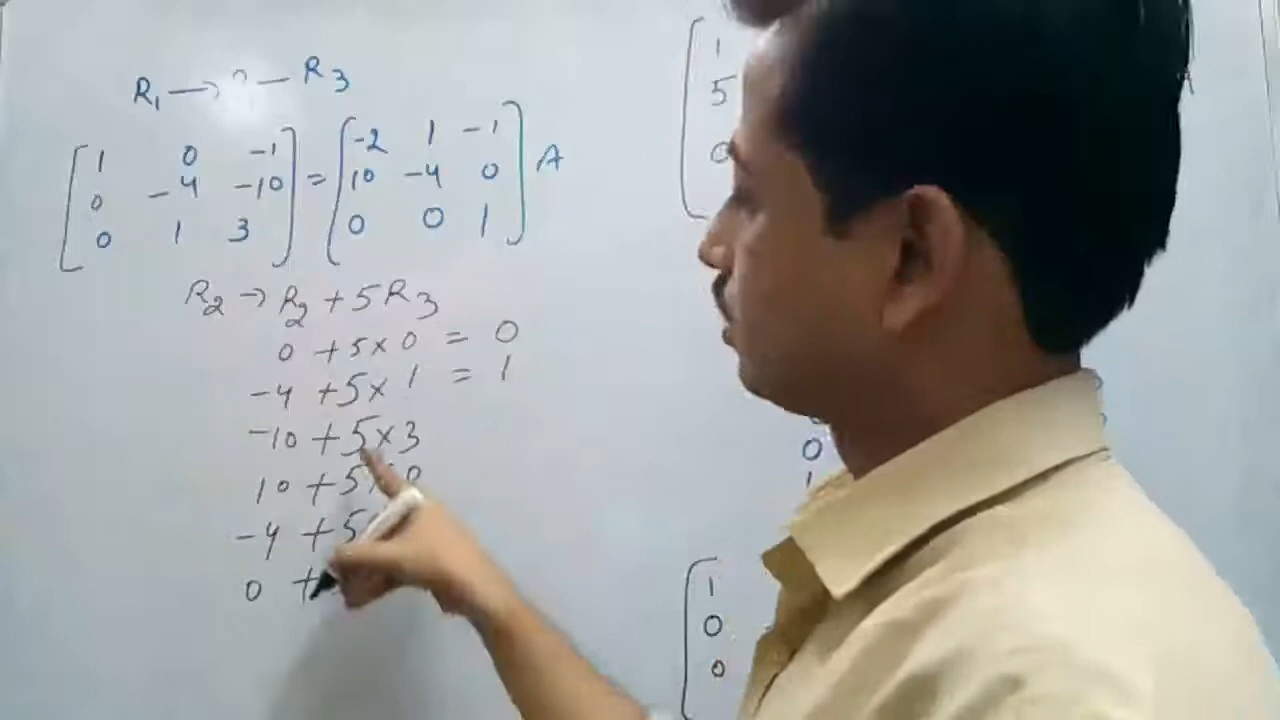 R₁ → – R₃
[1 0 -1] = [-2 1 -1] A
[0 -4 -10] [10 -4 0]
[0 1 3] [0 0 1]
R₂ → R₂ + 5R₃
0 + 5×0 = 0
-4 + 5×1 = 1
-10 + 5×3
10 + 5×0
-4 + 5
0 +
1
5
0
0
1
1
0
0